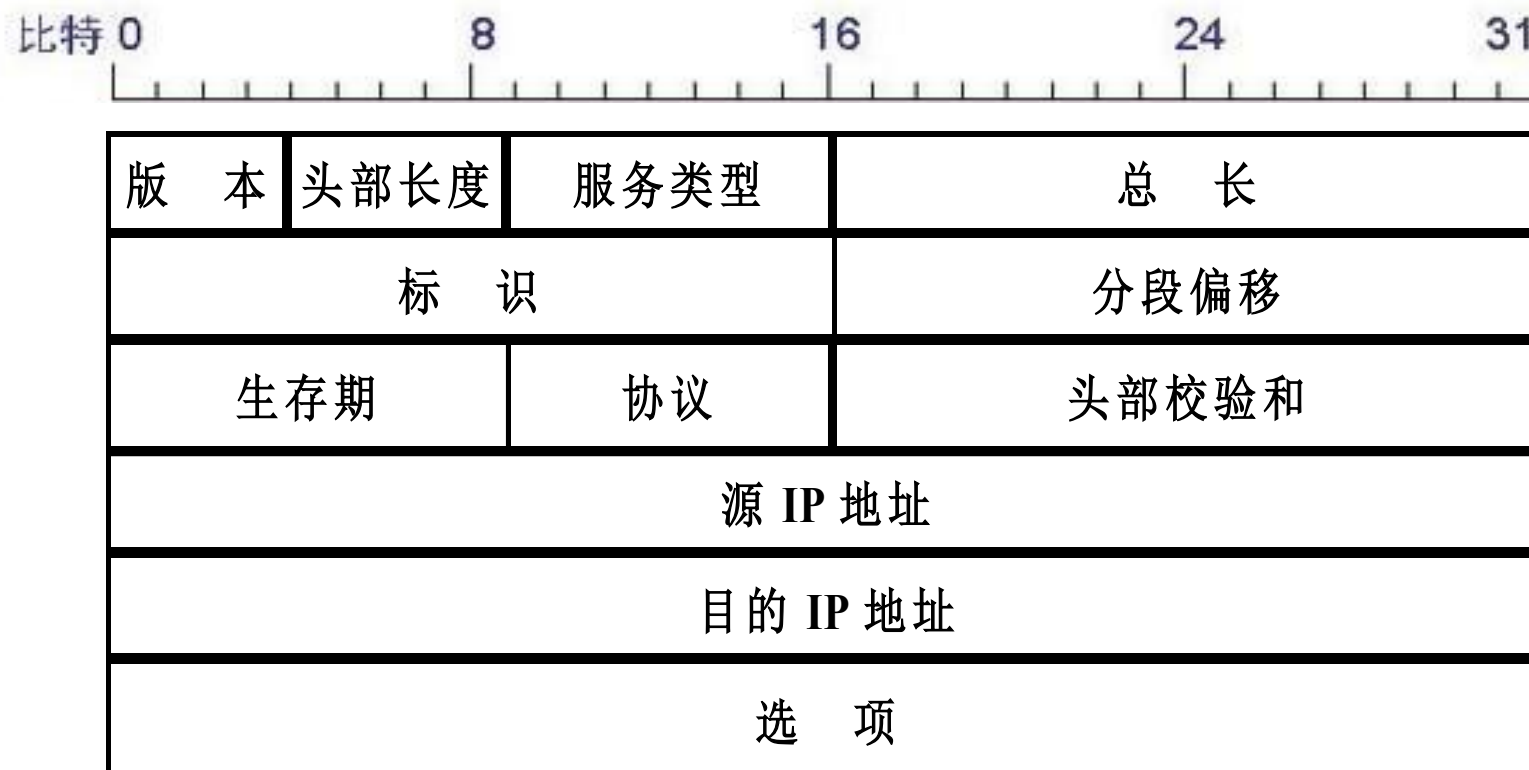 比特 0 8 16 24 31
版 本 头部长度 服务类型 总 长
标 识 分段偏移
生存期 协议 头部校验和
源 IP 地址
目的 IP 地址
选 项